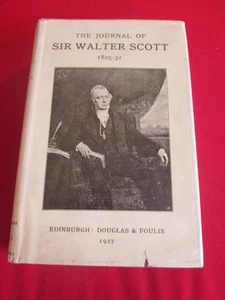 THE JOURNAL OF
SIR WALTER SCOTT
1825-32
EDINBURGH: DOUGLAS & FOULIS
1927